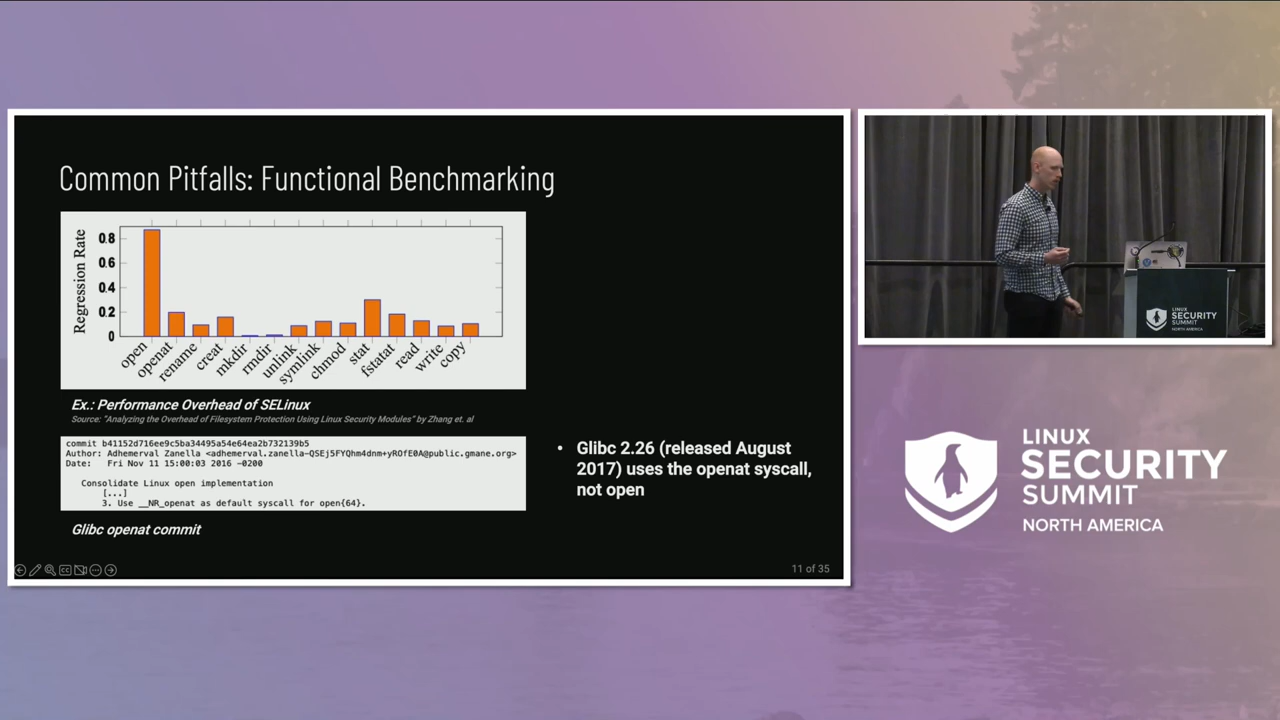 Common Pitfalls: Functional Benchmarking
Regression Rate
0.8
0.6
0.4
0.2
0
open
openat
rename
creat
mkdir
rmdir
unlink
symlink
chmod
stat
fstatat
read
write
copy
Ex.: Performance Overhead of SELinux
Source: "Analyzing the Overhead of Filesystem Protection Using Linux Security Modules" by Zhang et. al
commit b41152d716ee9c5ba34495a54e64ea2b732139b5
Author: Adhemerval Zanella <adhemerval.zanella-QSEj5FYQhm4dnm+yROfE0A@public.gmane.org>
Date: Fri Nov 11 15:00:03 2016 -0200
Consolidate Linux open implementation
[...]
3. Use __NR_openat as default syscall for open{64}.
Glibc openat commit
• Glibc 2.26 (released August
2017) uses the openat syscall,
not open
11 of 35
LINUX
SECURITY
SUMMIT
NORTH AMERICA
LINUX
SECURITY
SUMMIT
NORTH AMERICA